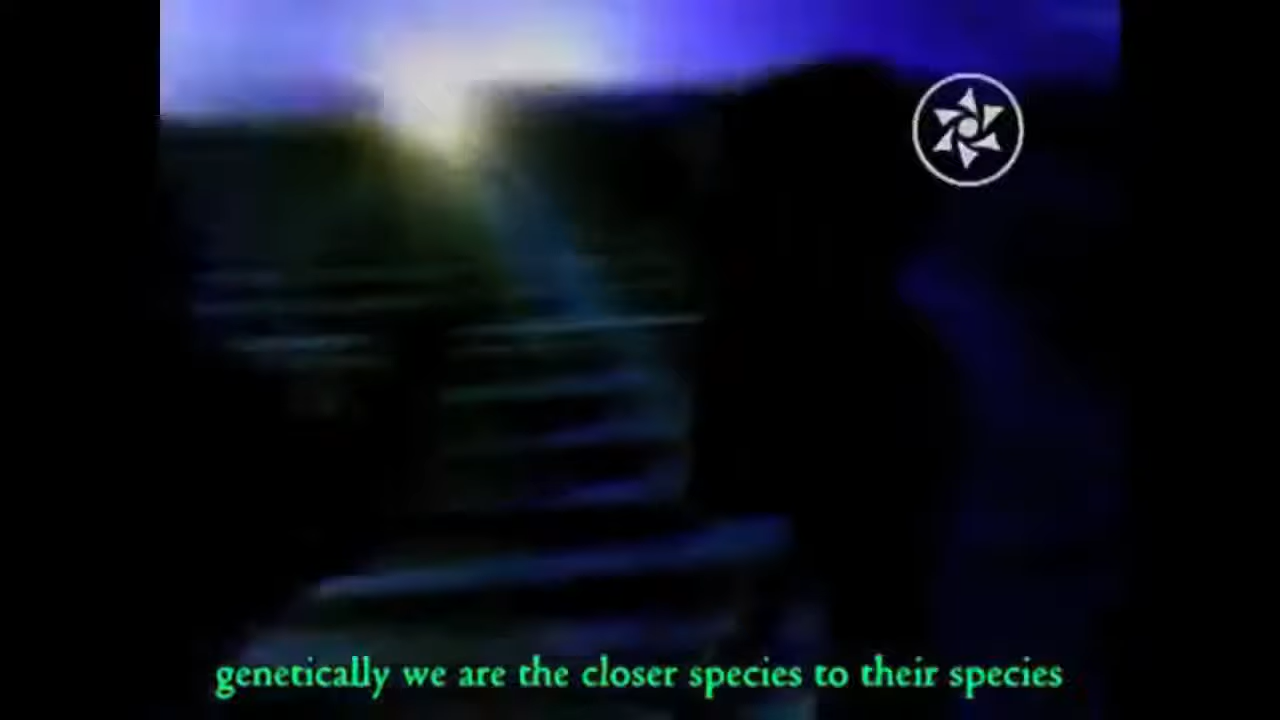 genetically we are the closer species to their species